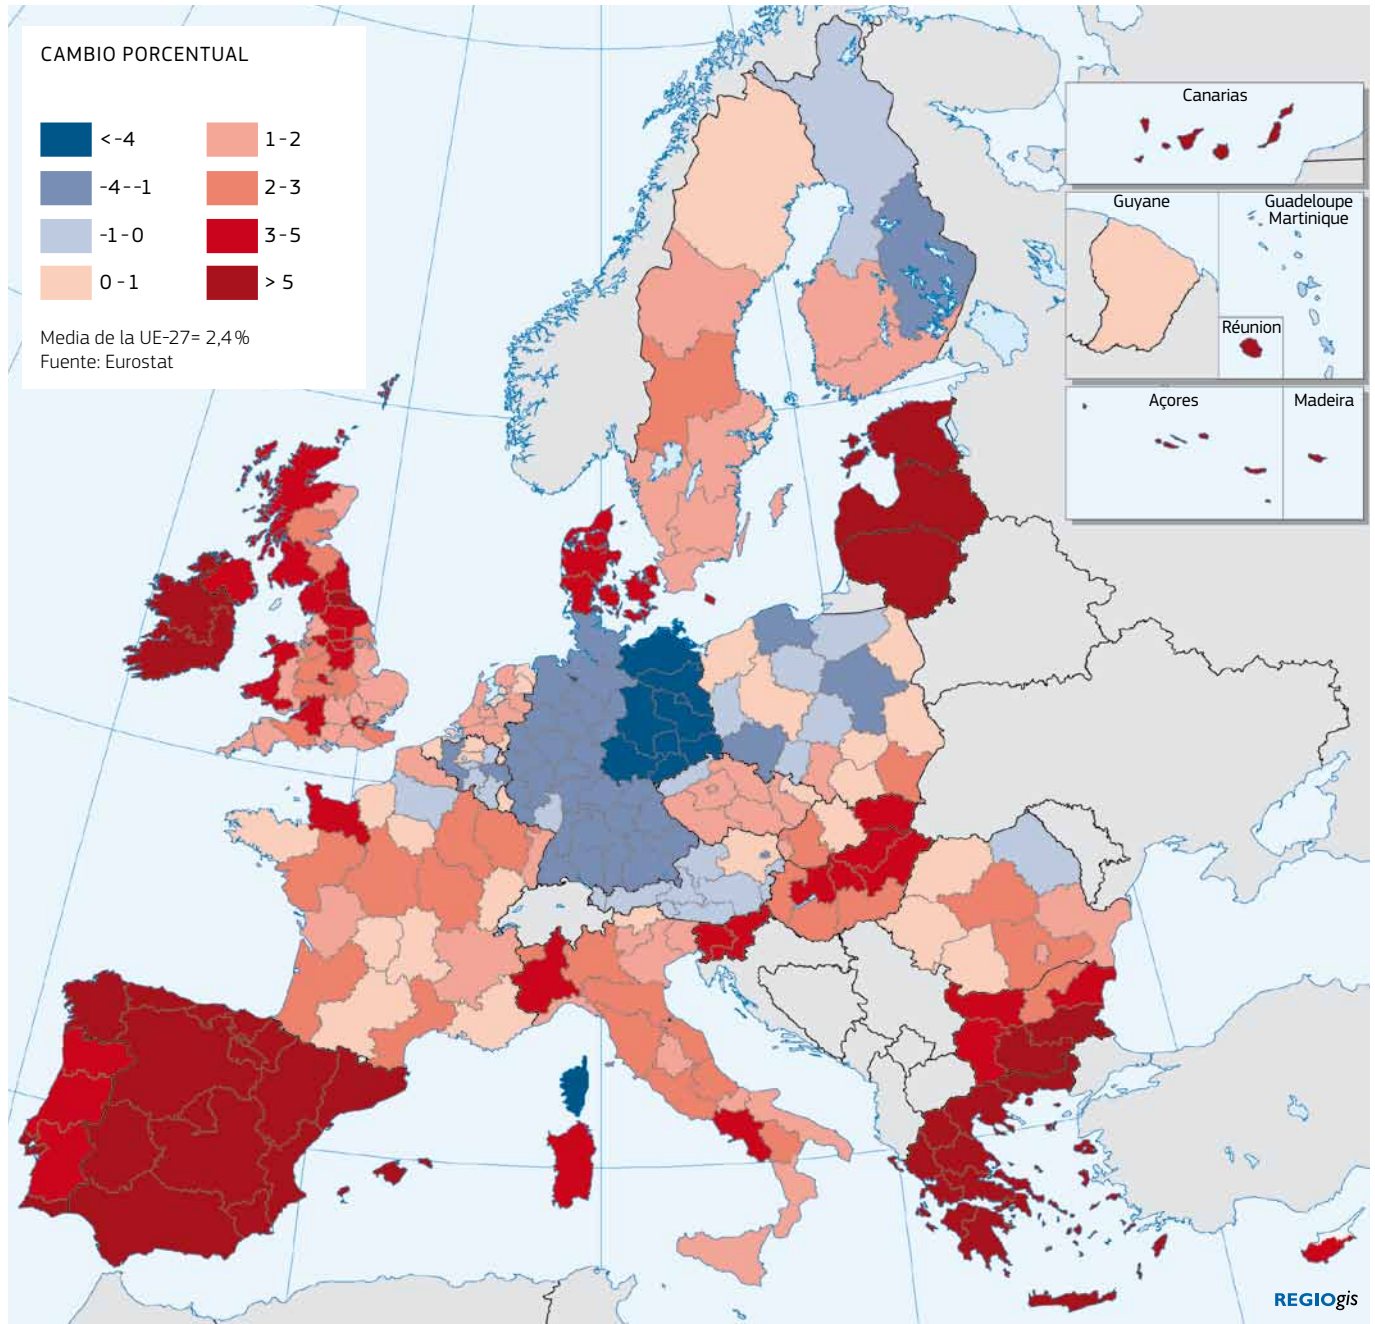 CAMBIO PORCENTUAL
< -4
-4 - -1
-1 - 0
0 - 1
1 - 2
2 - 3
3 - 5
> 5
Media de la UE-27= 2,4 %
Fuente: Eurostat
Canarias
Guyane
Guadeloupe
Martinique
Réunion
Açores
Madeira
REGIOgis